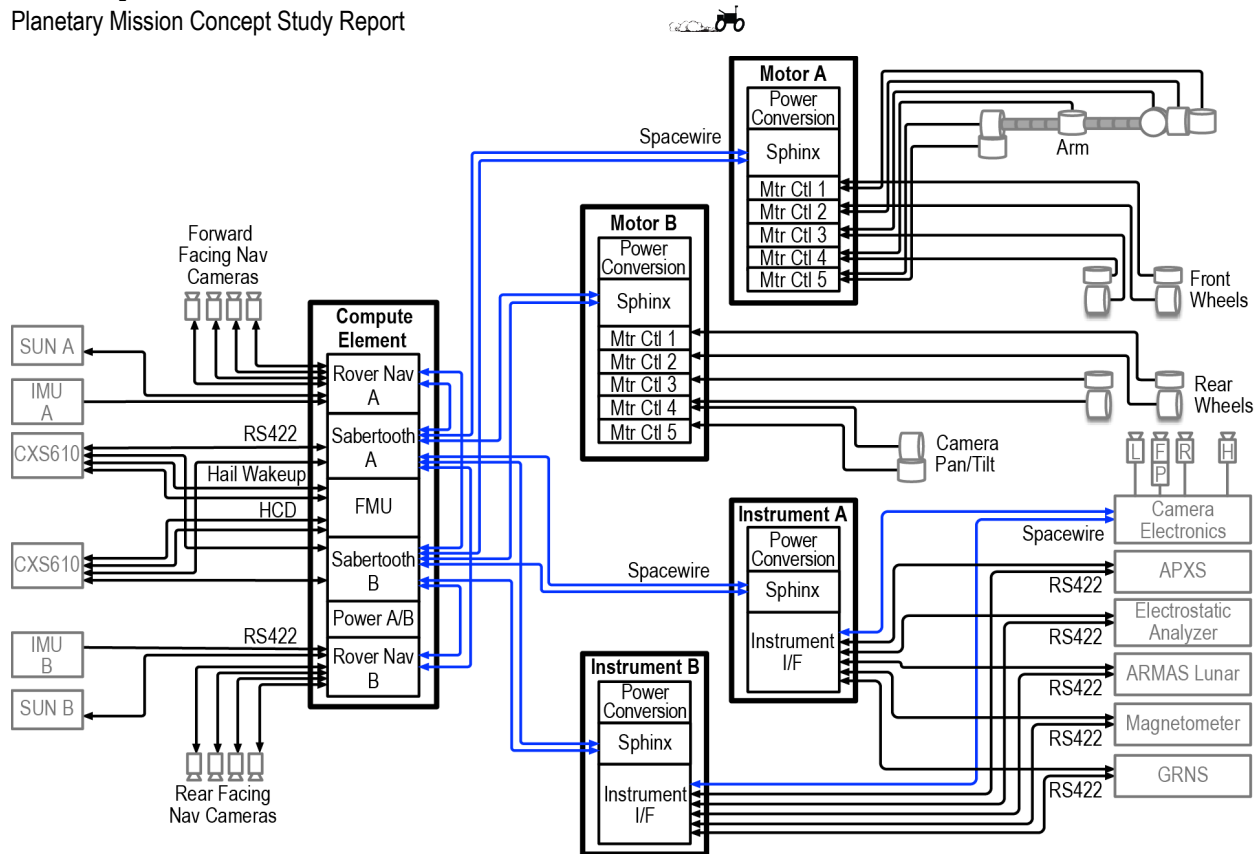 Planetary Mission Concept Study Report
Motor A
Power
Conversion
Sphinx
Mtr Ctl 1
Mtr Ctl 2
Mtr Ctl 3
Mtr Ctl 4
Mtr Ctl 5
Spacewire
Arm
Front
Wheels
Motor B
Power
Conversion
Sphinx
Mtr Ctl 1
Mtr Ctl 2
Mtr Ctl 3
Mtr Ctl 4
Mtr Ctl 5
Rear
Wheels
Camera
Pan/Tilt
Forward
Facing Nav
Cameras
SUN A
IMU
A
CXS610
CXS610
IMU
B
SUN B
RS422
Hail Wakeup
HCD
RS422
Compute
Element
Rover Nav
A
Sabertooth
A
FMU
Sabertooth
B
Power A/B
Rover Nav
B
Rear Facing
Nav Cameras
Spacewire
Instrument A
Power
Conversion
Sphinx
Instrument
I/F
Instrument B
Power
Conversion
Sphinx
Instrument
I/F
L
F
P
R
H
Camera
Electronics
Spacewire
APXS
RS422
Electrostatic
Analyzer
RS422
ARMAS Lunar
RS422
Magnetometer
RS422
GRNS
RS422